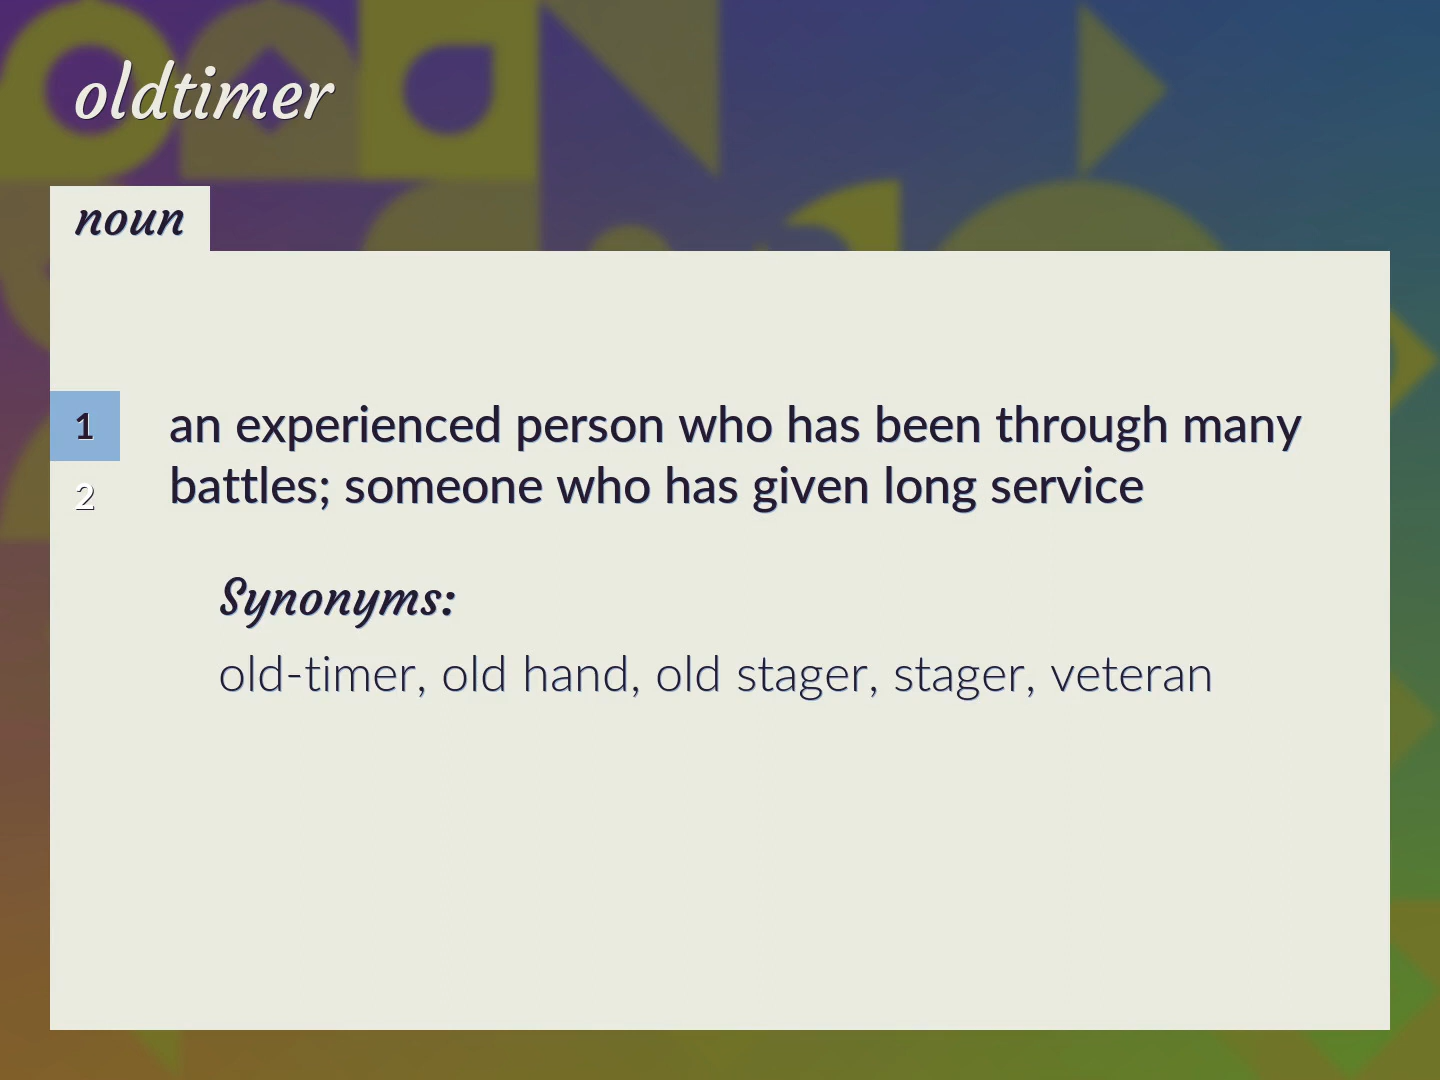 oldtimer
noun
1
an experienced person who has been through many
2
battles; someone who has given long service
Synonyms:
old-timer, old hand, old stager, stager, veteran